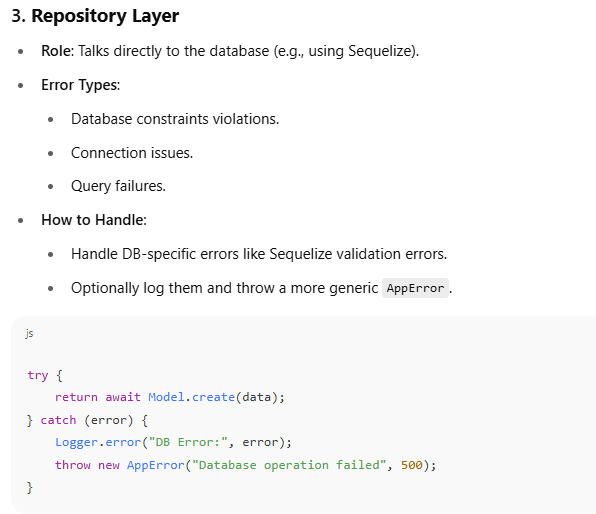 3. Repository Layer
Role: Talks directly to the database (e.g., using Sequelize).
Error Types:
Database constraints violations.
Connection issues.
Query failures.
How to Handle:
Handle DB-specific errors like Sequelize validation errors.
Optionally log them and throw a more generic AppError.
js
try {
    return await Model.create(data);
} catch (error) {
    Logger.error("DB Error:", error);
    throw new AppError("Database operation failed", 500);
}